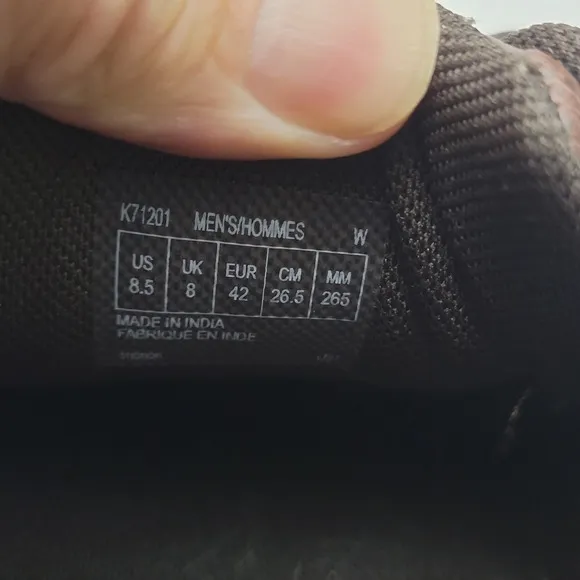 K71201 MEN'S/HOMMES W
US UK EUR CM MM
8.5 8 42 26.5 265
MADE IN INDIA
FABRIQUE EN INDE